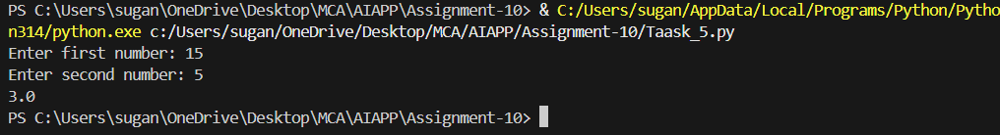 PS C:\Users\sugan\OneDrive\Desktop\MCA\AIAPP\Assignment-10> & C:/Users/sugan/AppData/Local/Programs/Python/Pytho
n314/python.exe c:/Users/sugan/OneDrive/Desktop/MCA/AIAPP/Assignment-10/Taask_5.py
Enter first number: 15
Enter second number: 5
3.0
PS C:\Users\sugan\OneDrive\Desktop\MCA\AIAPP\Assignment-10>